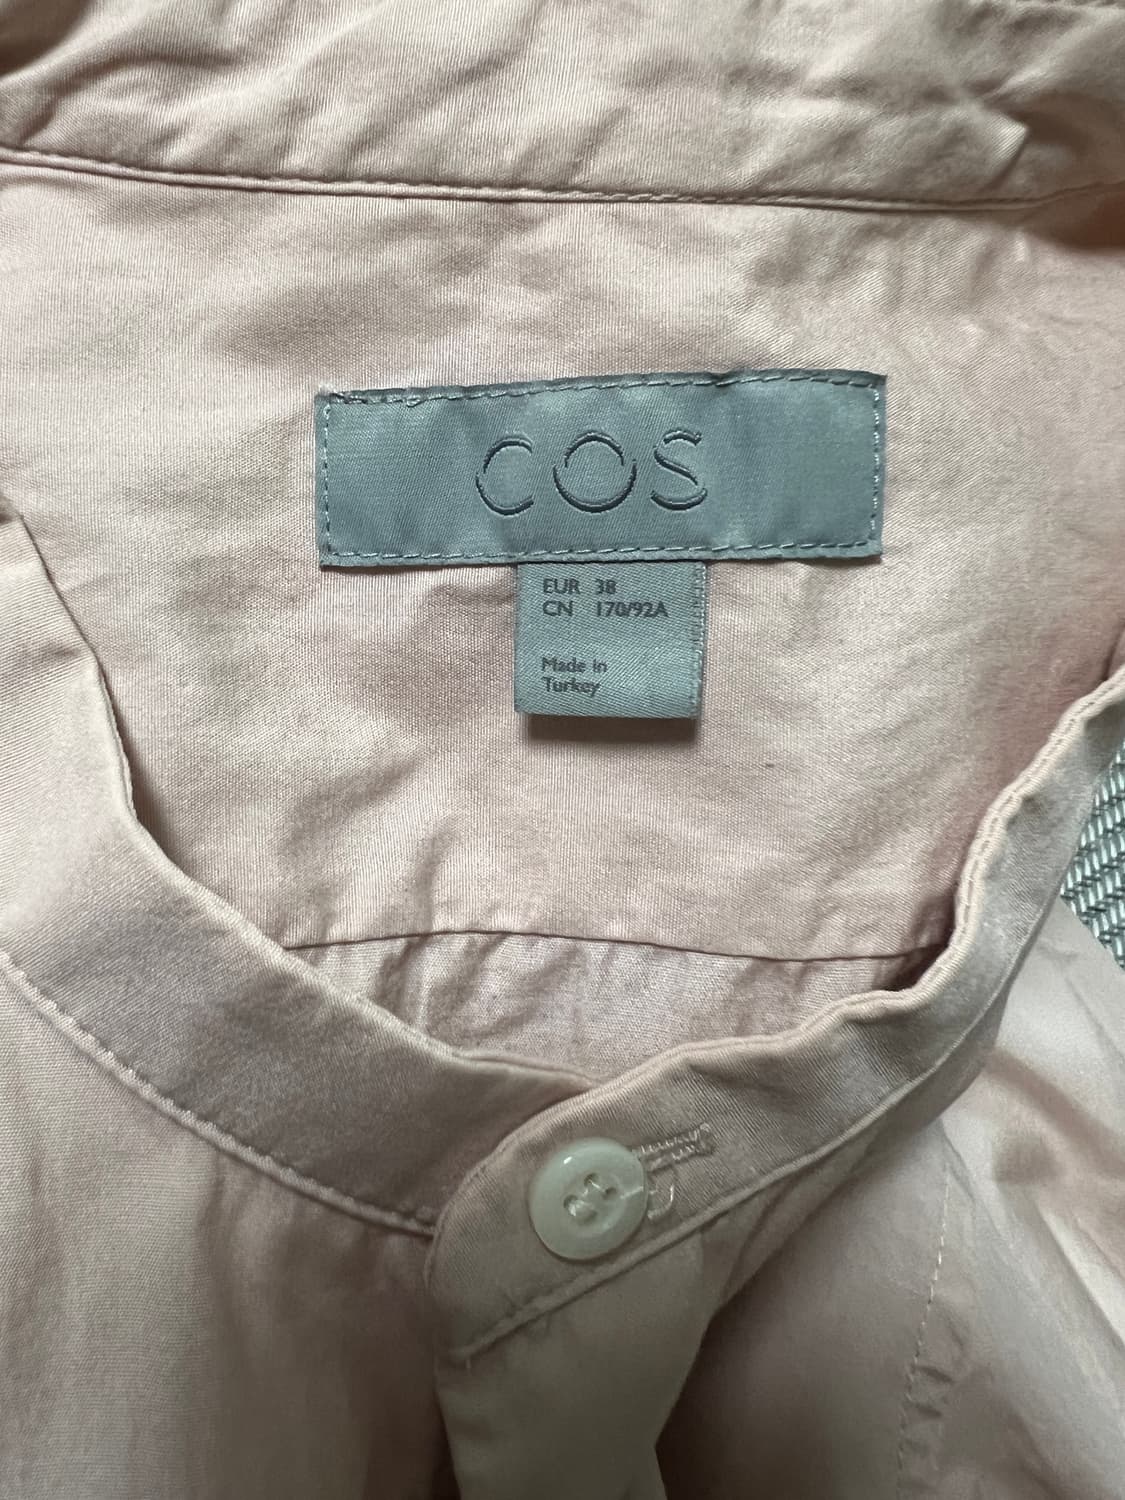 COS
EUR 38
CN 170/92A
Made in
Turkey